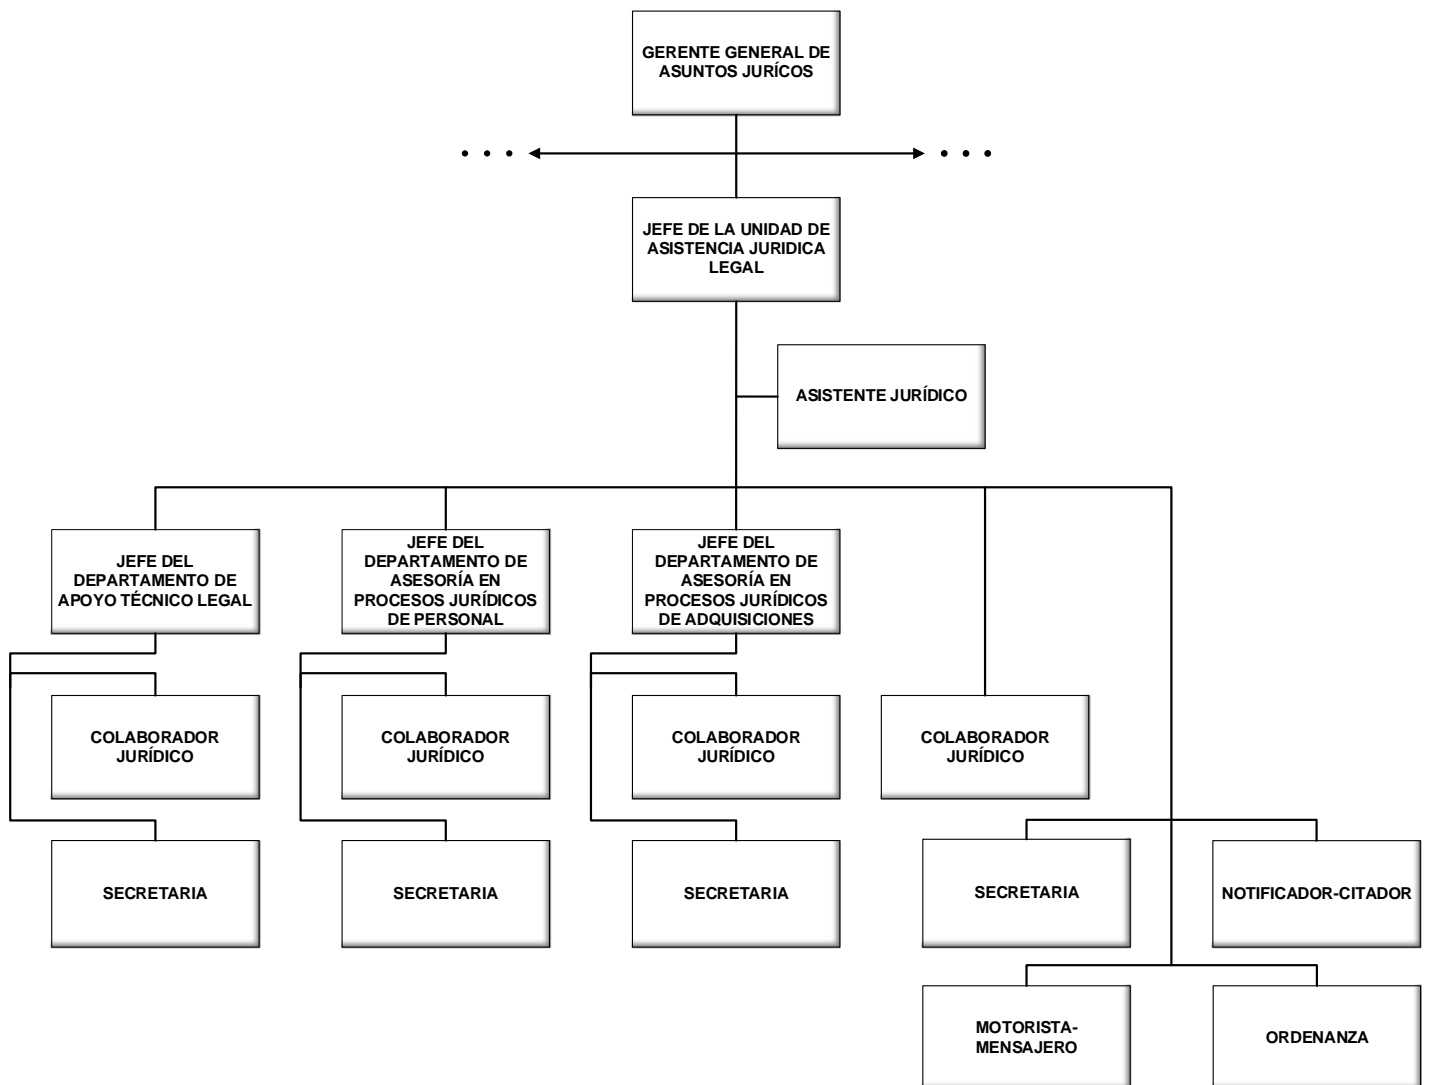 GERENTE GENERAL DE
ASUNTOS JURÍCOS
• • •
• • •
JEFE DE LA UNIDAD DE
ASISTENCIA JURIDICA
LEGAL
ASISTENTE JURÍDICO
JEFE DEL
DEPARTAMENTO DE
APOYO TÉCNICO LEGAL
JEFE DEL
DEPARTAMENTO DE
ASESORÍA EN
PROCESOS JURÍDICOS
DE PERSONAL
JEFE DEL
DEPARTAMENTO DE
ASESORÍA EN
PROCESOS JURÍDICOS
DE ADQUISICIONES
COLABORADOR
JURÍDICO
COLABORADOR
JURÍDICO
COLABORADOR
JURÍDICO
COLABORADOR
JURÍDICO
SECRETARIA
SECRETARIA
SECRETARIA
SECRETARIA
NOTIFICADOR-CITADOR
MOTORISTA-
MENSAJERO
ORDENANZA